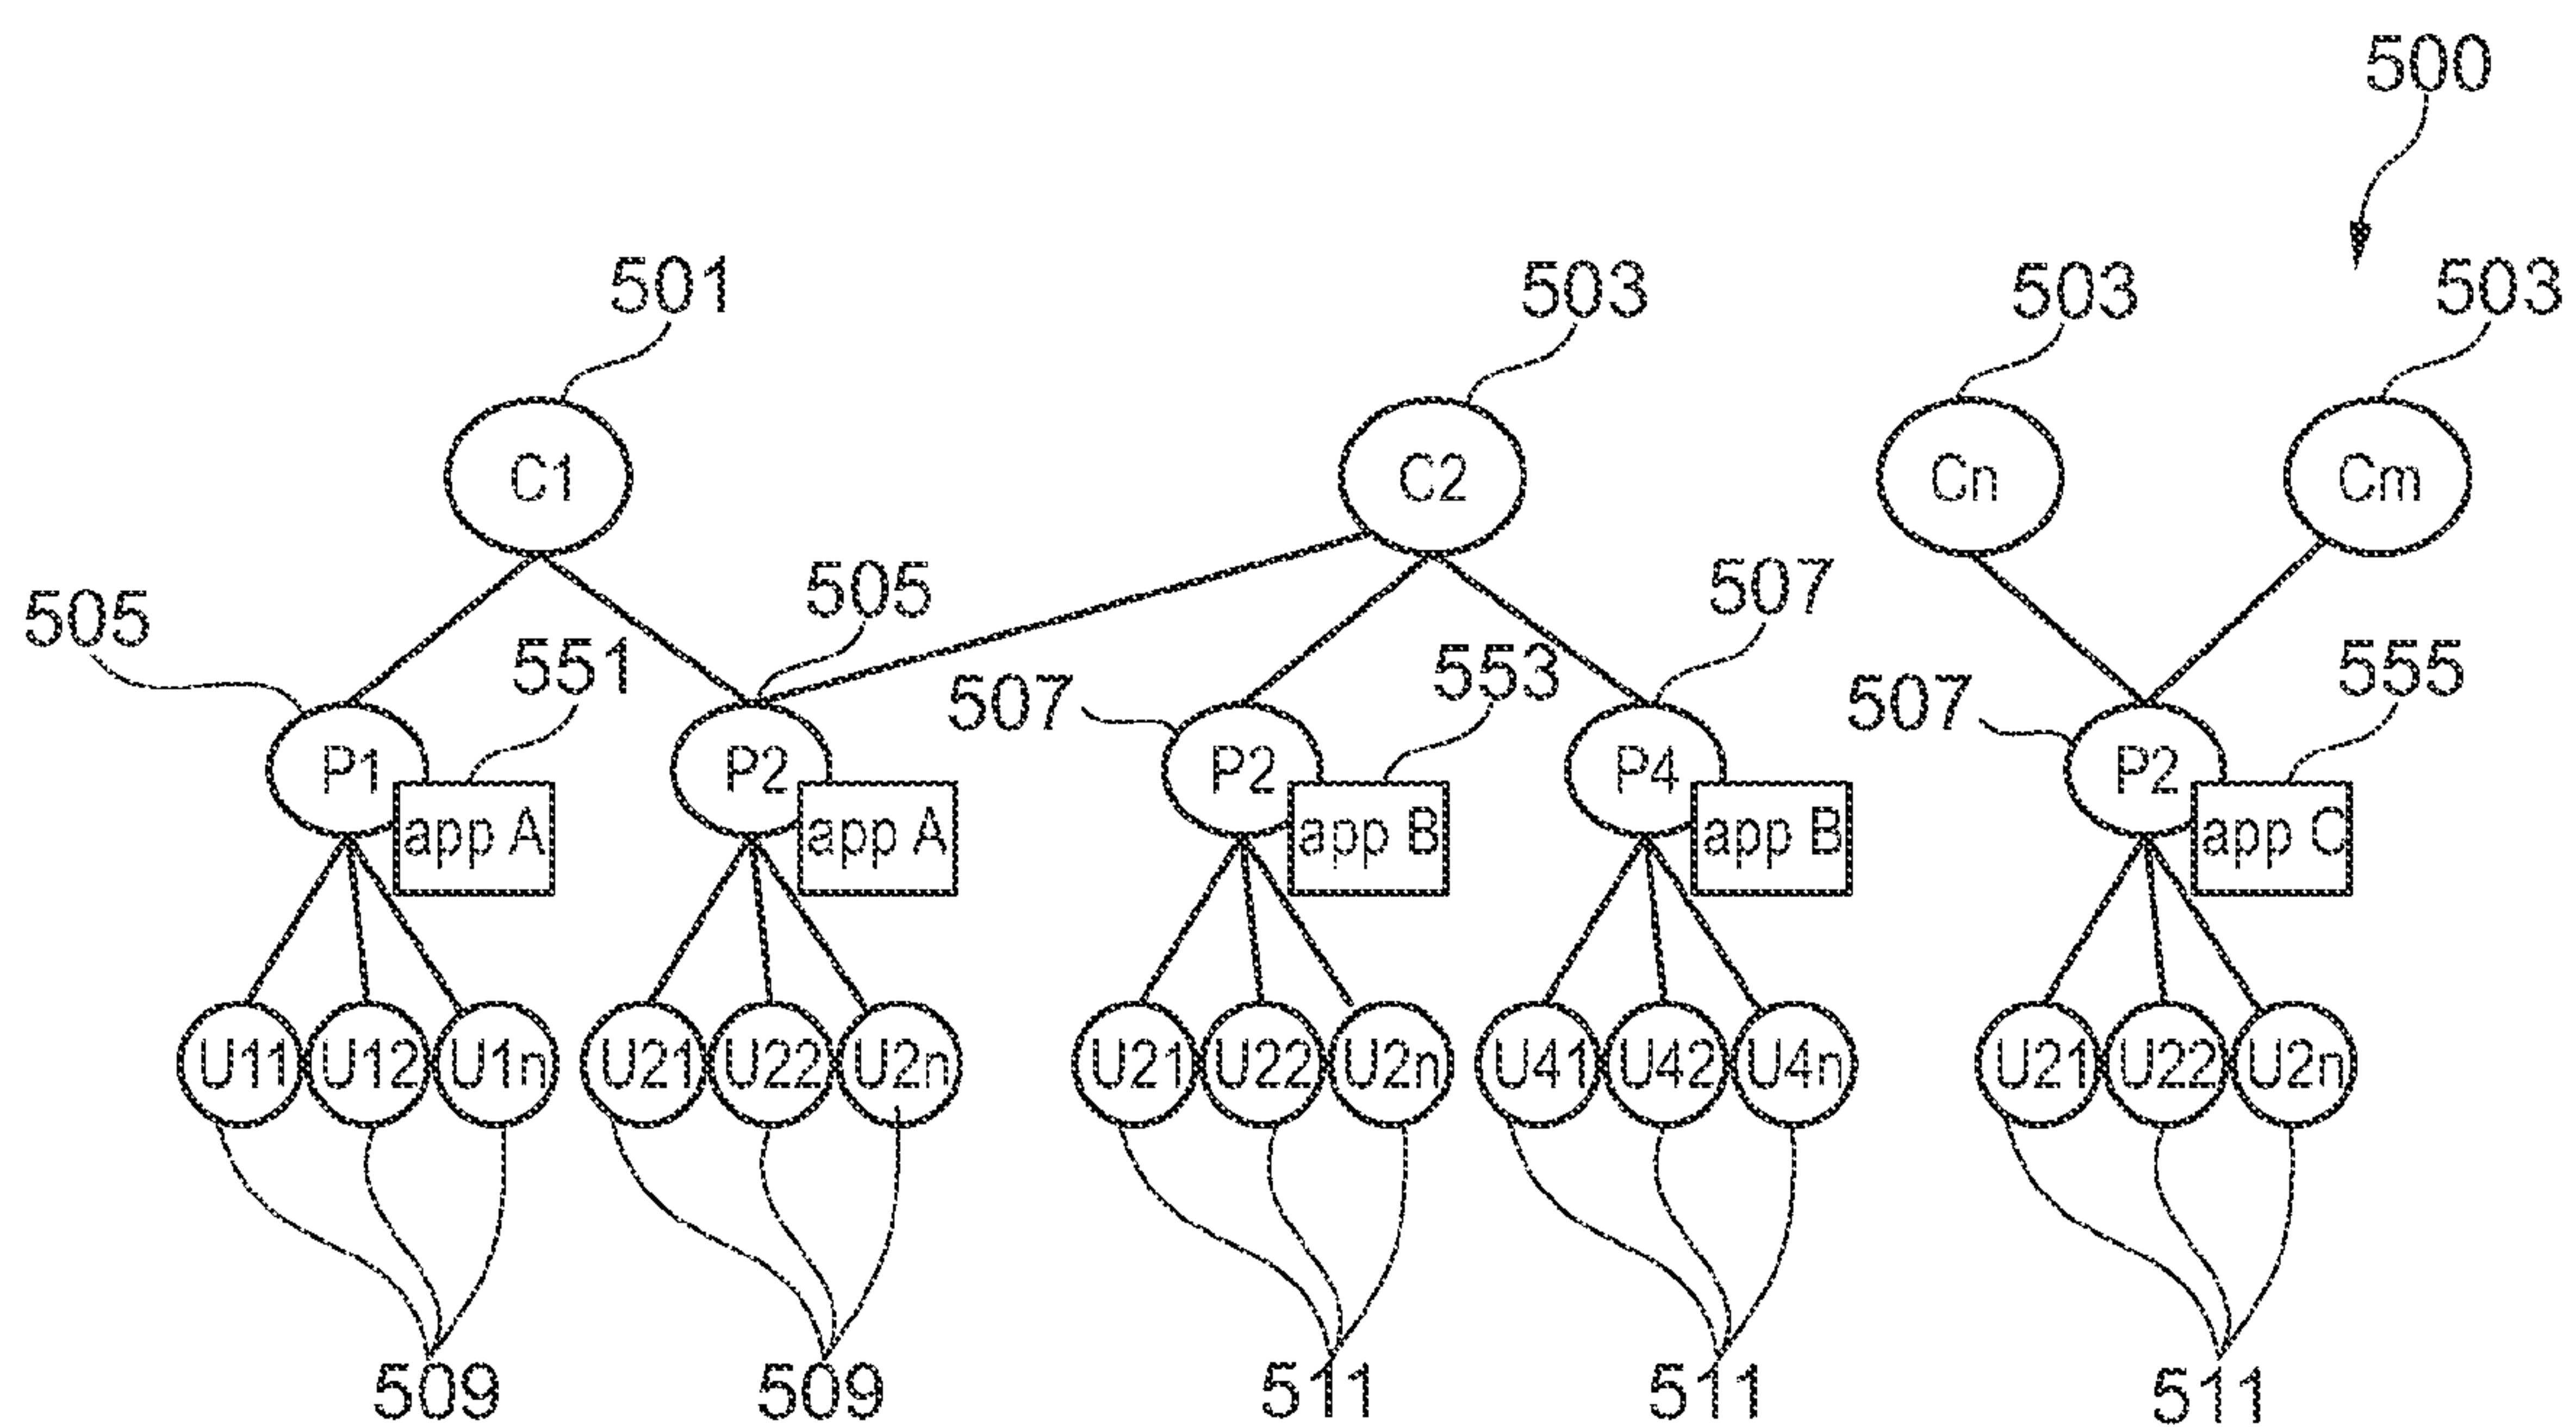 500
501 503 503 503
C1 C2 Cn Cm
505 551 505 507 553 507 507 555
P1 P2 P2 P4 P2
app A app A app B app B app C
U11 U12 U1n U21 U22 U2n U21 U22 U2n U41 U42 U4n U21 U22 U2n
509 509 511 511 511